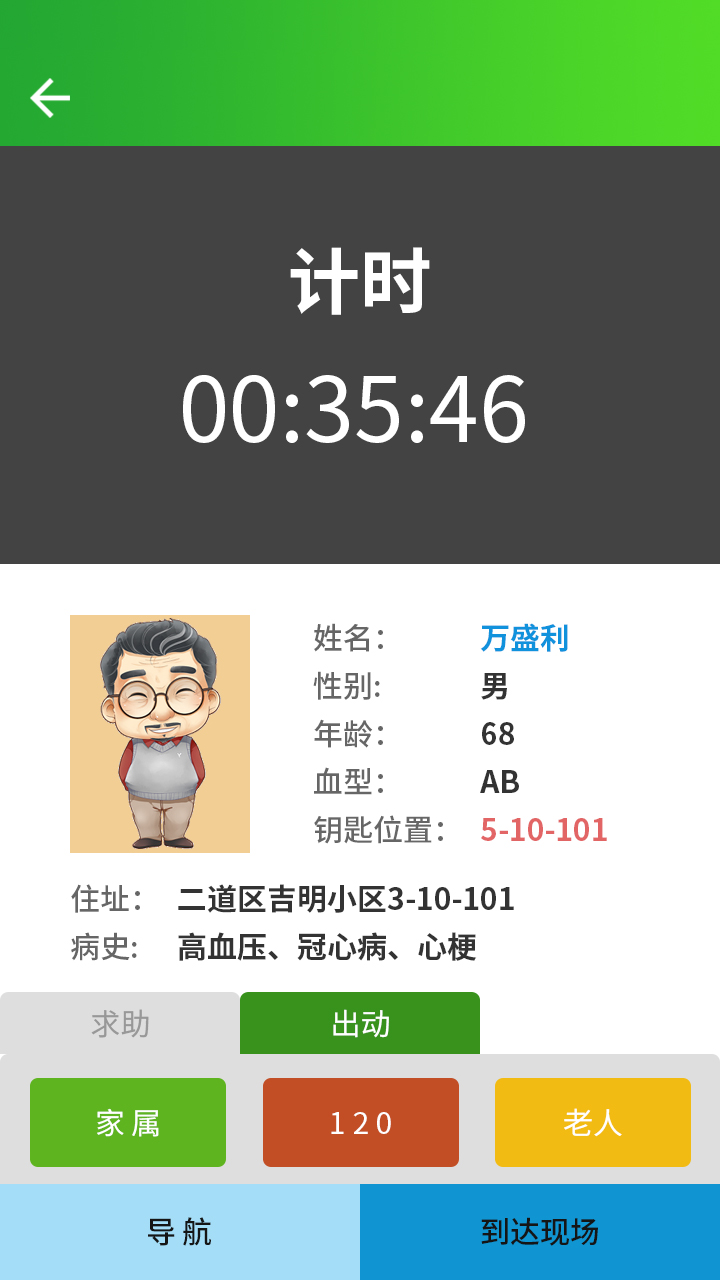 计时
00:35:46
姓名： 万盛利
性别: 男
年龄： 68
血型： AB
钥匙位置： 5-10-101
住址： 二道区吉明小区3-10-101
病史: 高血压、冠心病、心梗
求助 出动
家属 120 老人
导航 到达现场